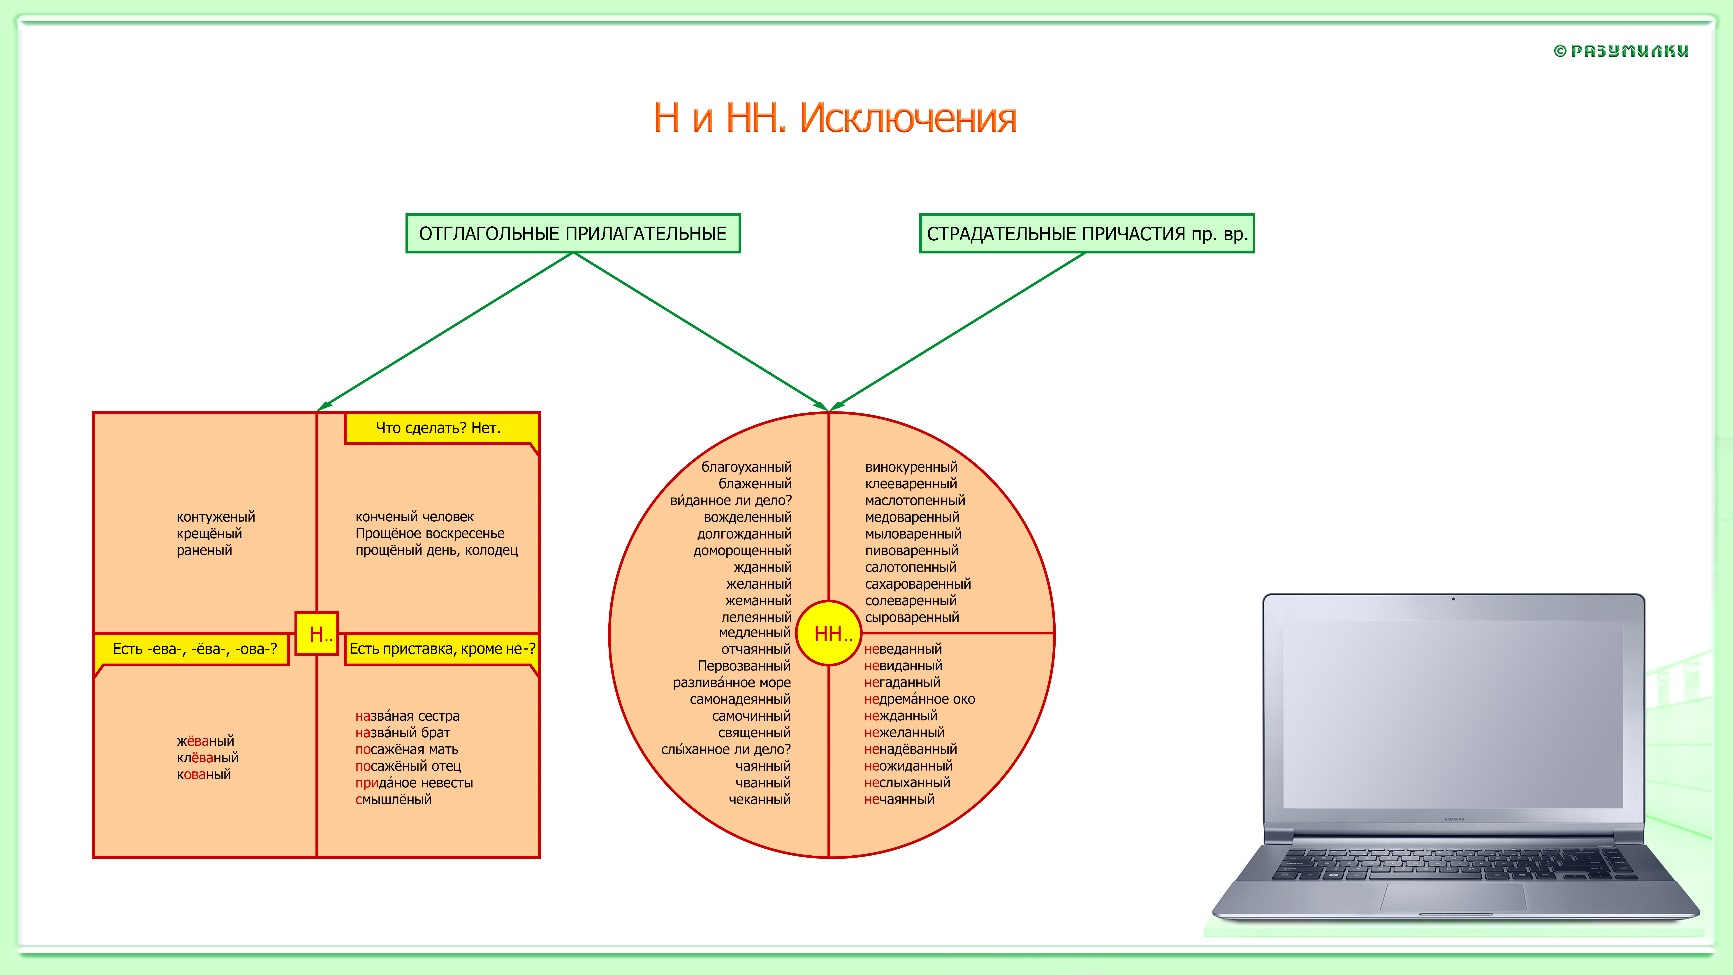 © РАЗУМИЛКИ
Н и НН. Исключения
ОТГЛАГОЛЬНЫЕ ПРИЛАГАТЕЛЬНЫЕ
СТРАДАТЕЛЬНЫЕ ПРИЧАСТИЯ пр. вр.
контуженый
крещёный
раненый
Что сделать? Нет.
конченый человек
Прощёное воскресенье
прощёный день, колодец
Н..
Есть -ева-, -ёва-, -ова-?
жёваный
клёваный
кованый
Есть приставка, кроме не-?
назва́ная сестра
назва́ный брат
посажёная мать
посажёный отец
прида́ное невесты
смышлёный
благоуханный
блаженный
ви́данное ли дело?
вожделенный
долгожданный
доморощенный
жданный
желанный
жеманный
лелеянный
медленный
отчаянный
Первозванный
разлива́нное море
самонадеянный
самочинный
священный
слы́ханное ли дело?
чаянный
чванный
чеканный
НН..
винокуренный
клееваренный
маслотопенный
медоваренный
мыловаренный
пивоваренный
салотопенный
сахароваренный
солеваренный
сыроваренный
неведанный
невиданный
негаданный
недрема́нное око
нежданный
нежеланный
ненадёванный
неожиданный
неслыханный
нечаянный
SAMSUNG